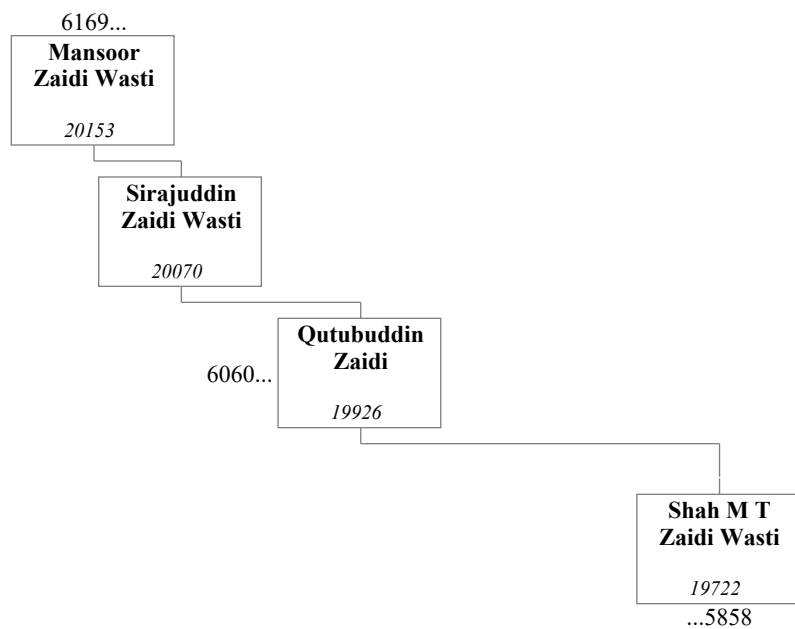 6169...
Mansoor
Zaidi Wasti
20153
Sirajuddin
Zaidi Wasti
20070
Qutubuddin
Zaidi
6060...
19926
Shah M T
Zaidi Wasti
19722
...5858